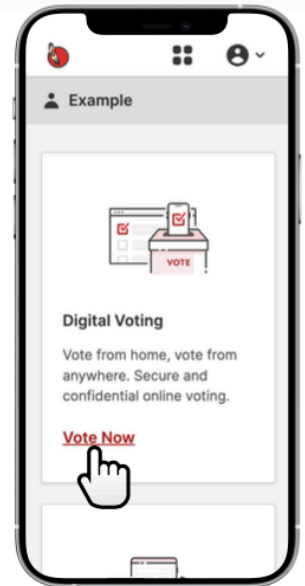 Example
VOTE
Digital Voting
Vote from home, vote from
anywhere. Secure and
confidential online voting.
Vote Now